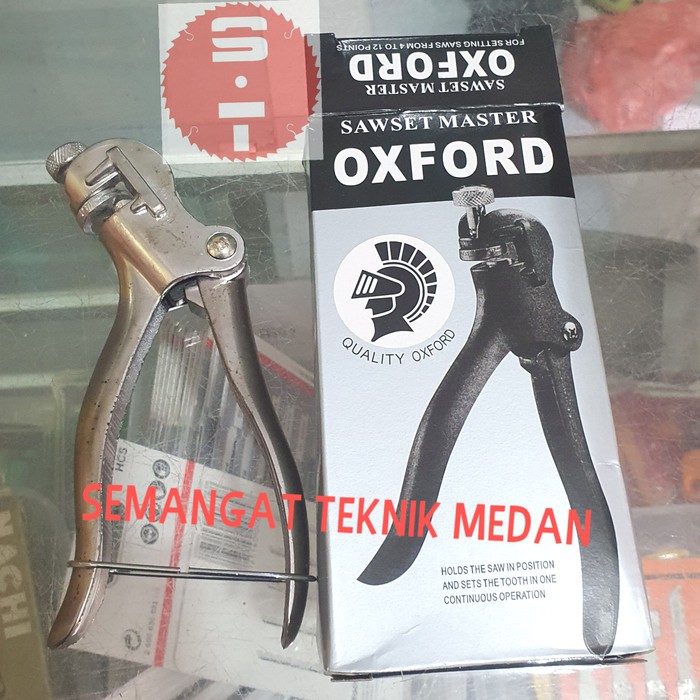 S.T
FOR SETTING SAWS FROM 4 TO 12 POINTS
OXFORD
SAWSET MASTER
SAWSET MASTER
OXFORD
QUALITY OXFORD
HCS
SEMANGAT TEKNIK MEDAN
HOLDS THE SAW IN POSITION
AND SETS THE TOOTH IN ONE
CONTINUOUS OPERATION
NACHI